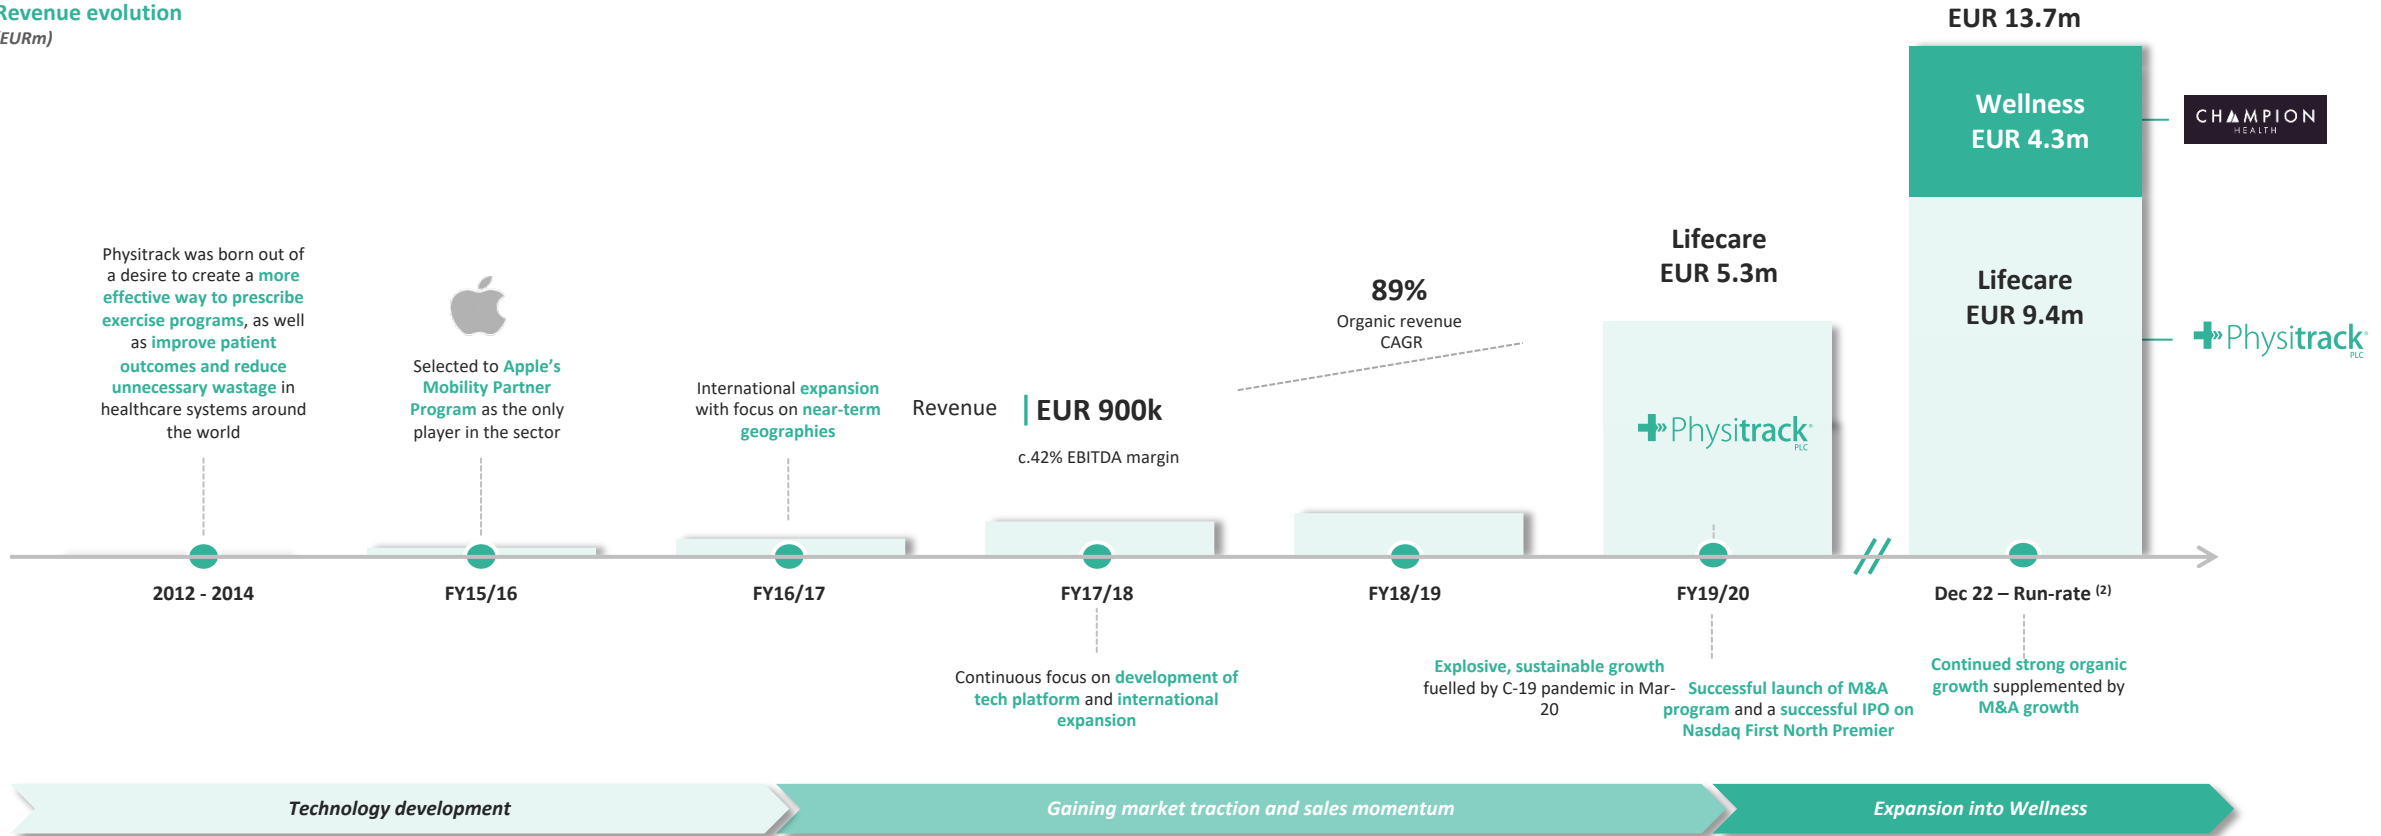 Revenue evolution
EURm)
EUR 13.7m
Wellness
EUR 4.3m
CHAMPION
HEALTH
Lifecare
EUR 9.4m
Physitrack®
PLC
Physitrack was born out of
a desire to create a more
effective way to prescribe
exercise programs, as well
as improve patient
outcomes and reduce
unnecessary wastage in
healthcare systems around
the world
Selected to Apple’s
Mobility Partner
Program as the only
player in the sector
International expansion
with focus on near-term
geographies
Revenue
EUR 900k
c.42% EBITDA margin
89%
Organic revenue
CAGR
Lifecare
EUR 5.3m
Physitrack®
PLC
2012 - 2014
FY15/16
FY16/17
FY17/18
FY18/19
FY19/20
Dec 22 – Run-rate (2)
Continuous focus on development of
tech platform and international
expansion
Explosive, sustainable growth
fuelled by C-19 pandemic in Mar-
20
Successful launch of M&A
program and a successful IPO on
Nasdaq First North Premier
Continued strong organic
growth supplemented by
M&A growth
Technology development
Gaining market traction and sales momentum
Expansion into Wellness